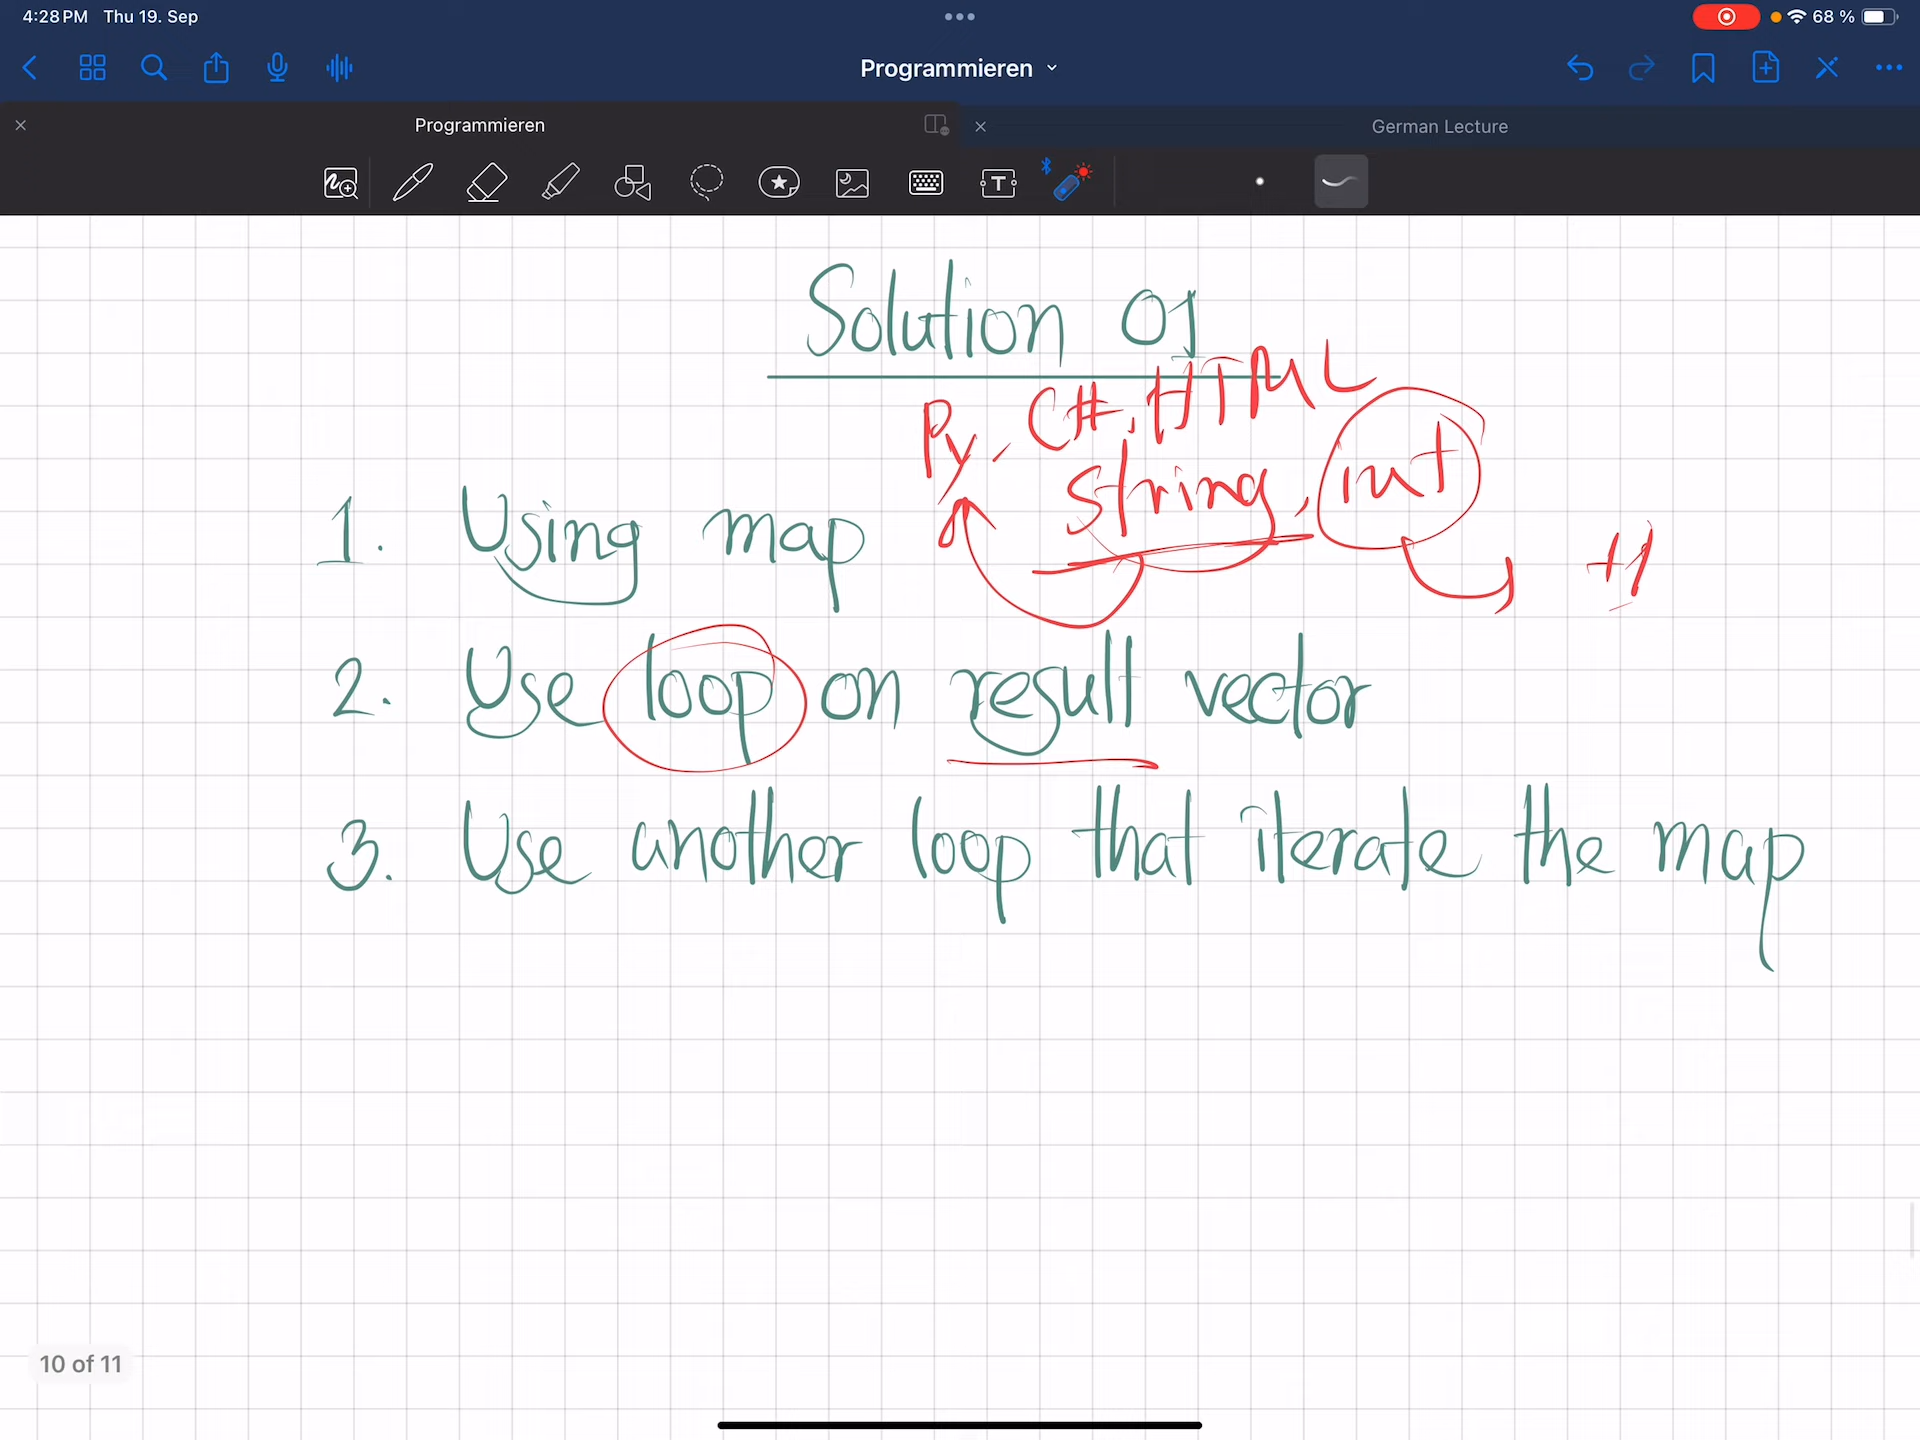 4:28 PM Thu 19. Sep
68 %
Programmieren
Programmieren
German Lecture
T
Solution 01
Py, C#, HTML
string, int
1. Using map
+1
2. Use loop on result vector
3. Use another loop that iterate the map
10 of 11